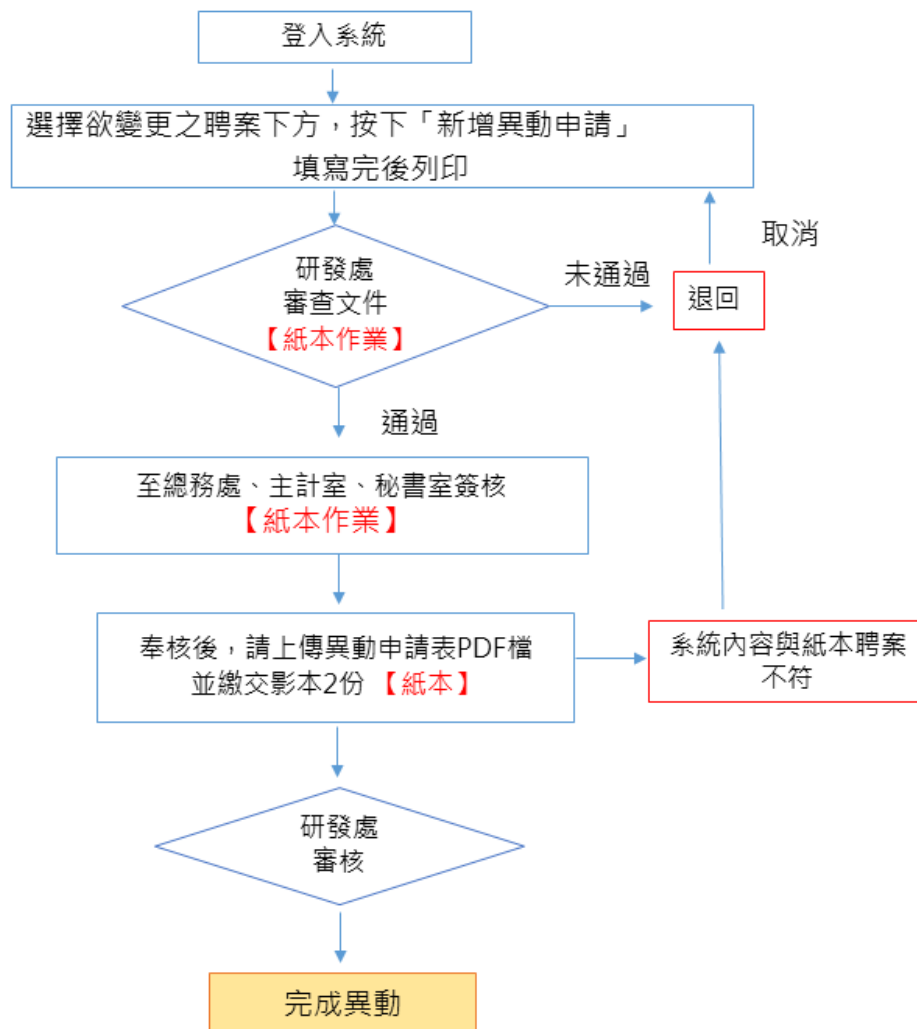 登入系統
選擇欲變更之聘案下方，按下「新增異動申請」
填寫完後列印
取消
研發處
審查文件
【紙本作業】
未通過
退回
通過
至總務處、主計室、秘書室簽核
【紙本作業】
奉核後，請上傳異動申請表PDF檔
並繳交影本2份 【紙本】
系統內容與紙本聘案
不符
研發處
審核
完成異動